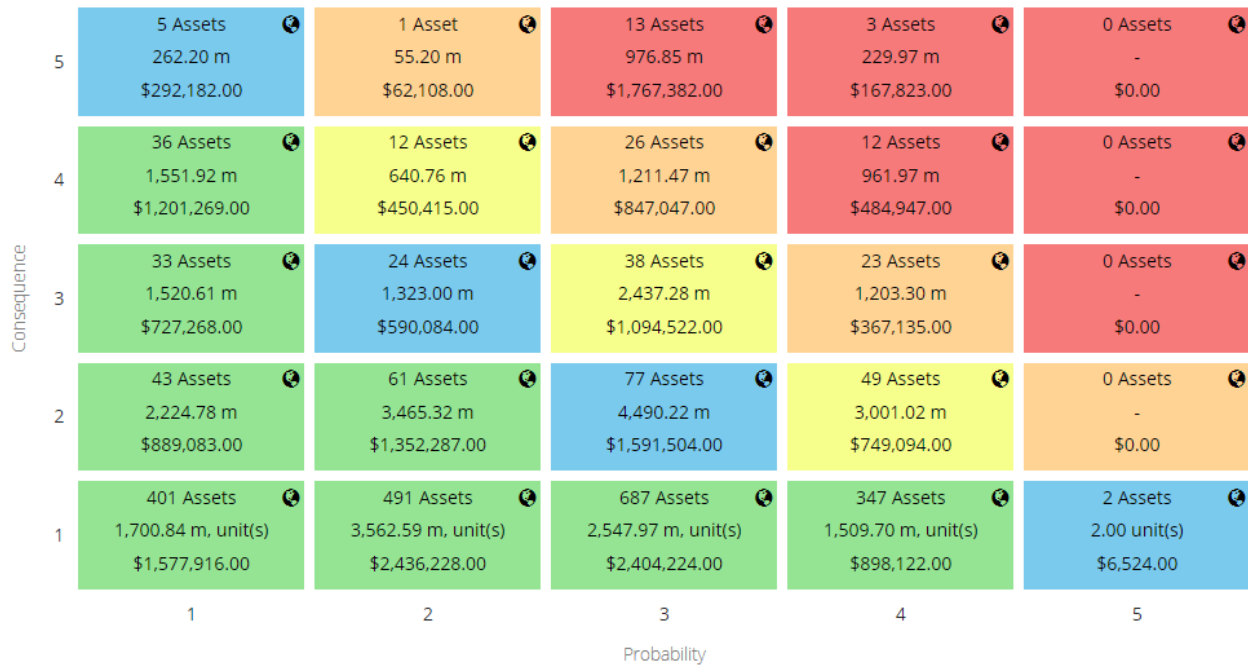 5 Assets
262.20 m
$292,182.00
1 Asset
55.20 m
$62,108.00
13 Assets
976.85 m
$1,767,382.00
3 Assets
229.97 m
$167,823.00
0 Assets
-
$0.00
5
36 Assets
1,551.92 m
$1,201,269.00
12 Assets
640.76 m
$450,415.00
26 Assets
1,211.47 m
$847,047.00
12 Assets
961.97 m
$484,947.00
0 Assets
-
$0.00
4
33 Assets
1,520.61 m
$727,268.00
24 Assets
1,323.00 m
$590,084.00
38 Assets
2,437.28 m
$1,094,522.00
23 Assets
1,203.30 m
$367,135.00
0 Assets
-
$0.00
3
Consequence
43 Assets
2,224.78 m
$889,083.00
61 Assets
3,465.32 m
$1,352,287.00
77 Assets
4,490.22 m
$1,591,504.00
49 Assets
3,001.02 m
$749,094.00
0 Assets
-
$0.00
2
401 Assets
1,700.84 m, unit(s)
$1,577,916.00
491 Assets
3,562.59 m, unit(s)
$2,436,228.00
687 Assets
2,547.97 m, unit(s)
$2,404,224.00
347 Assets
1,509.70 m, unit(s)
$898,122.00
2 Assets
2.00 unit(s)
$6,524.00
1
1
2
3
4
5
Probability